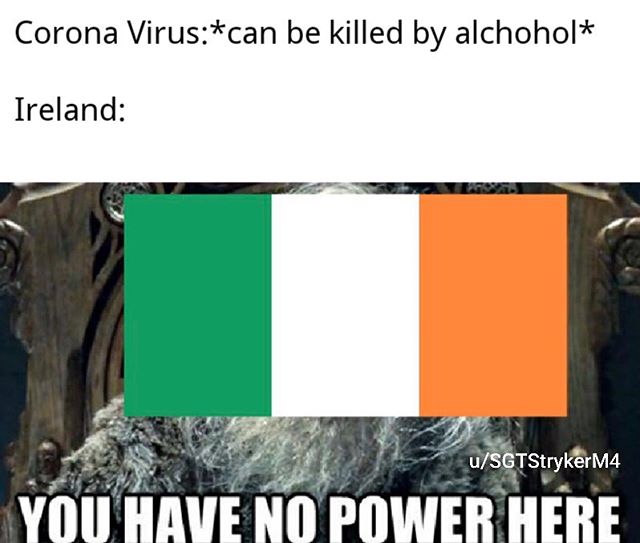 Corona Virus:*can be killed by alchohol*
Ireland:
u/SGTStrykerM4
YOU HAVE NO POWER HERE